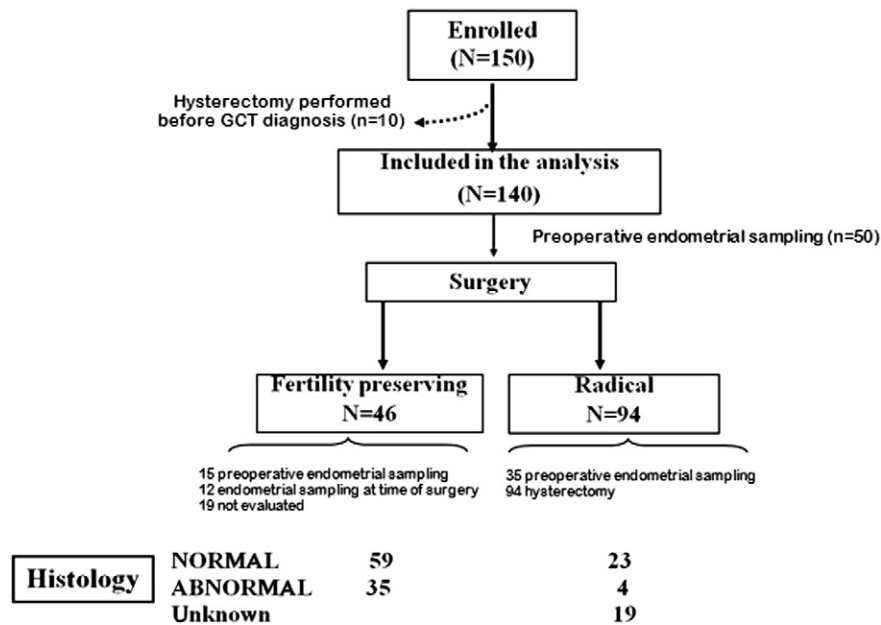 Enrolled
(N=150)
Hysterectomy performed
before GCT diagnosis (n=10)
Included in the analysis
(N=140)
Preoperative endometrial sampling (n=50)
Surgery
Fertility preserving
N=46
Radical
N=94
15 preoperative endometrial sampling
12 endometrial sampling at time of surgery
19 not evaluated
35 preoperative endometrial sampling
94 hysterectomy
Histology
NORMAL 59 23
ABNORMAL 35 4
Unknown 19